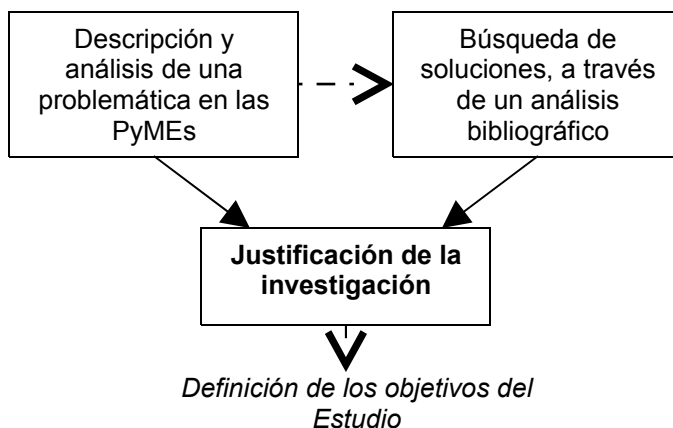 Descripción y
análisis de una
problemática en las
PyMEs
Búsqueda de
soluciones, a través
de un análisis
bibliográfico
Justificación de la
investigación
Definición de los objetivos del
Estudio